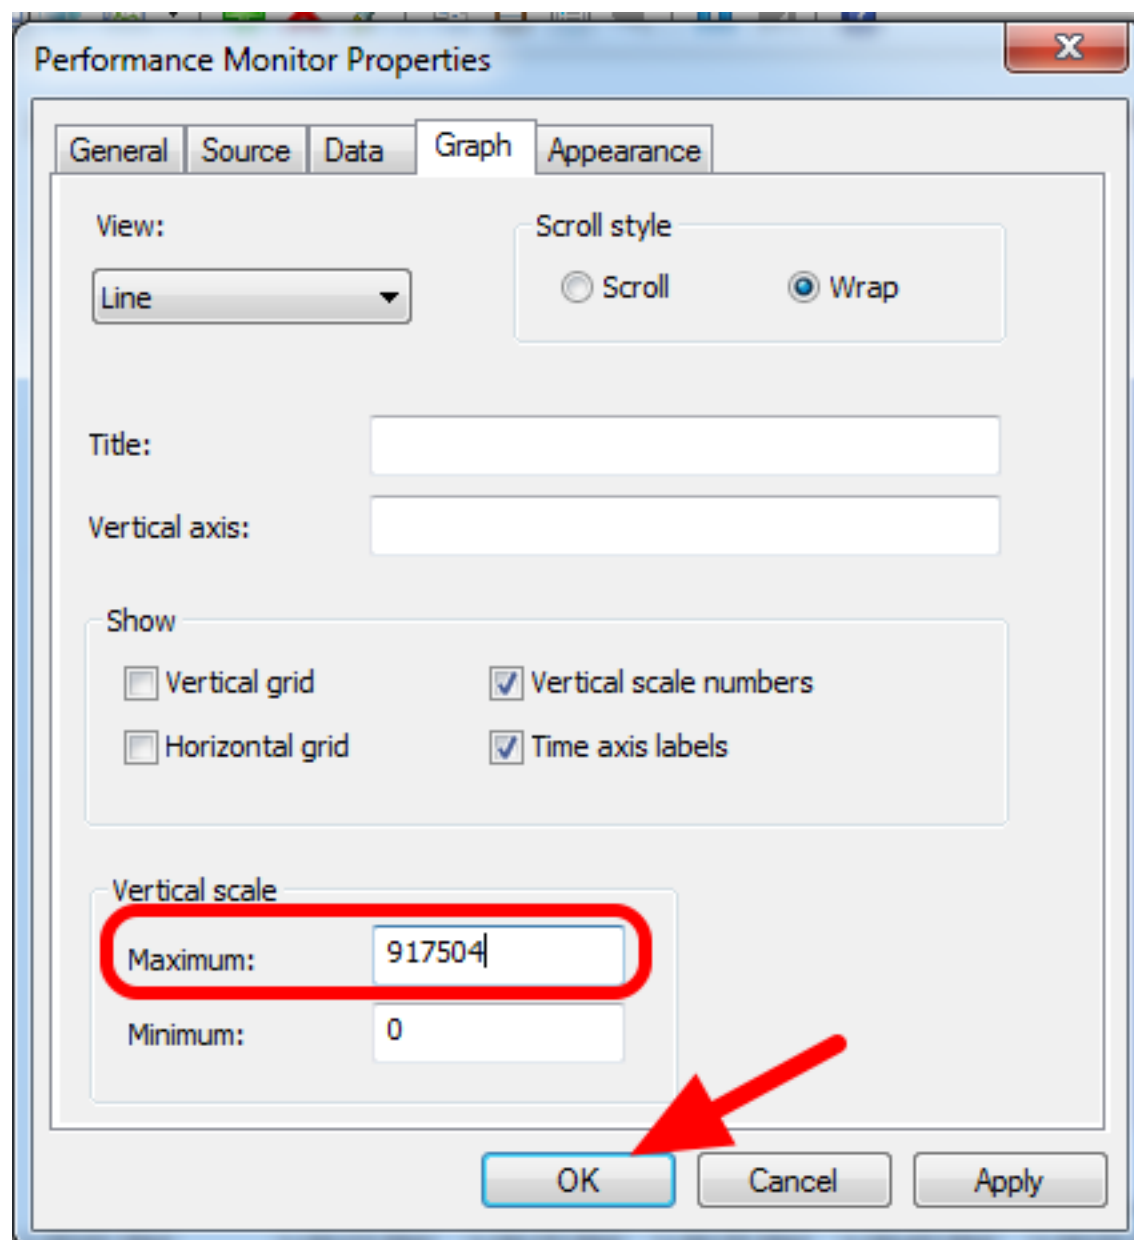 Performance Monitor Properties
General Source Data Graph Appearance
View:
Line
Scroll style
Scroll Wrap
Title:
Vertical axis:
Show
Vertical grid Vertical scale numbers
Horizontal grid Time axis labels
Vertical scale
Maximum: 917504
Minimum: 0
OK Cancel Apply